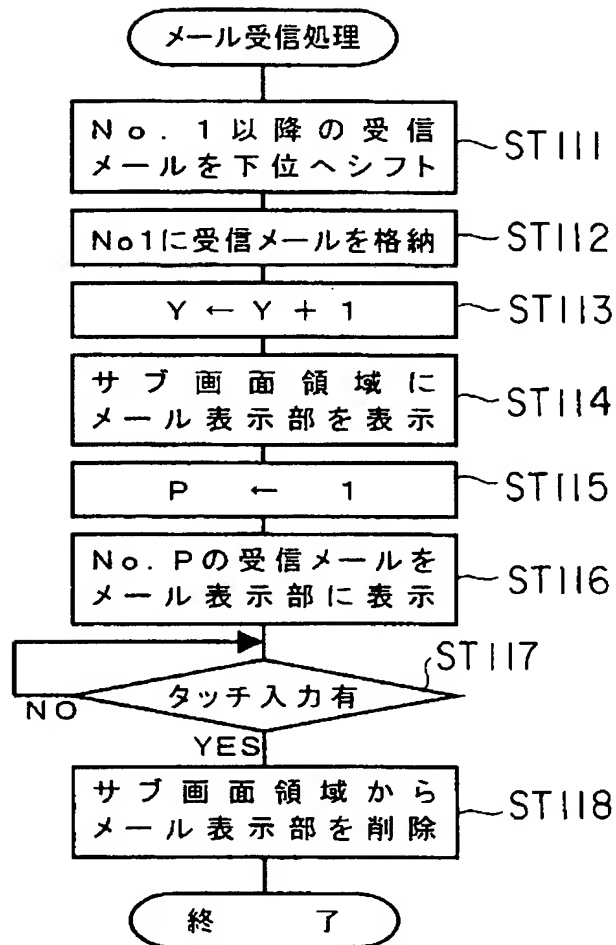 メール受信処理
No.1以降の受信
メールを下位へシフト
ST111
No1に受信メールを格納
ST112
Y ← Y + 1
ST113
サブ画面領域に
メール表示部を表示
ST114
P ← 1
ST115
No.Pの受信メールを
メール表示部に表示
ST116
ST117
タッチ入力有
NO
YES
サブ画面領域から
メール表示部を削除
ST118
終 了